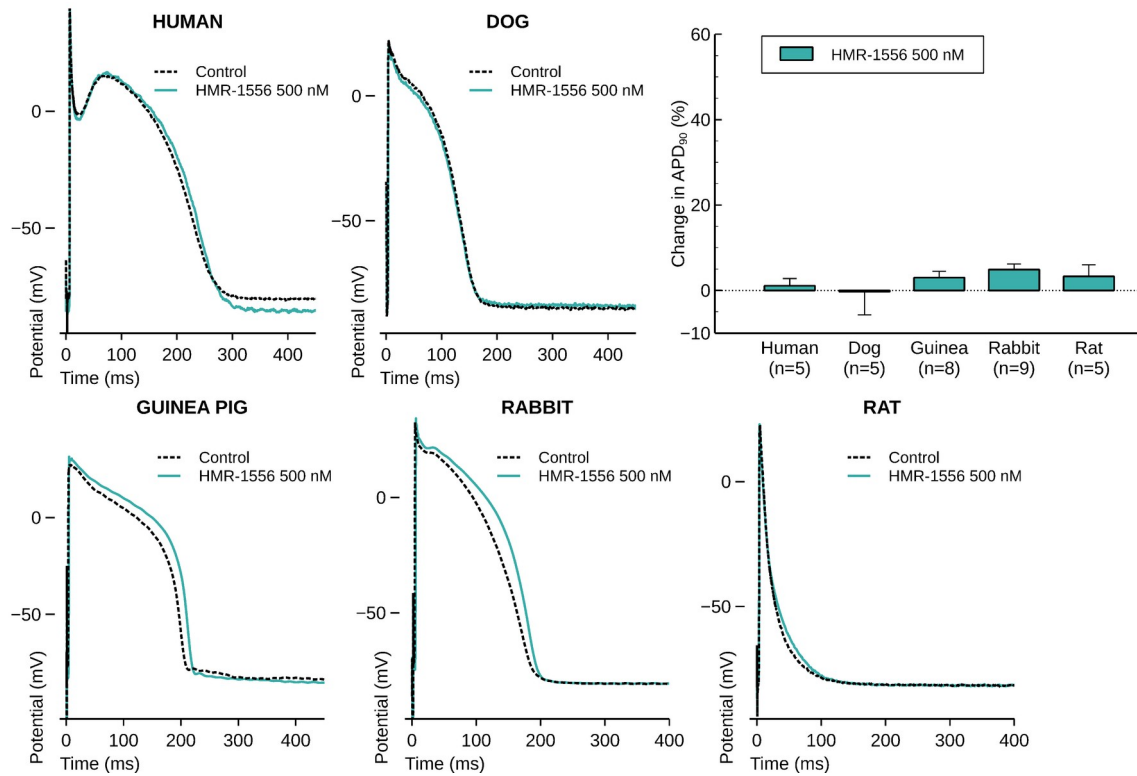 HUMAN
Control
HMR-1556 500 nM
0
−50
Potential (mV)
0 100 200 300 400
Time (ms)
DOG
Control
HMR-1556 500 nM
0
−50
Potential (mV)
0 100 200 300 400
Time (ms)
HMR-1556 500 nM
60
40
20
0
−10
Change in APD₉₀ (%)
Human Dog Guinea Rabbit Rat
(n=5) (n=5) (n=8) (n=9) (n=5)
GUINEA PIG
Control
HMR-1556 500 nM
0
−50
Potential (mV)
0 100 200 300 400
Time (ms)
RABBIT
Control
HMR-1556 500 nM
0
−50
Potential (mV)
0 100 200 300 400
Time (ms)
RAT
Control
HMR-1556 500 nM
0
−50
Potential (mV)
0 100 200 300 400
Time (ms)